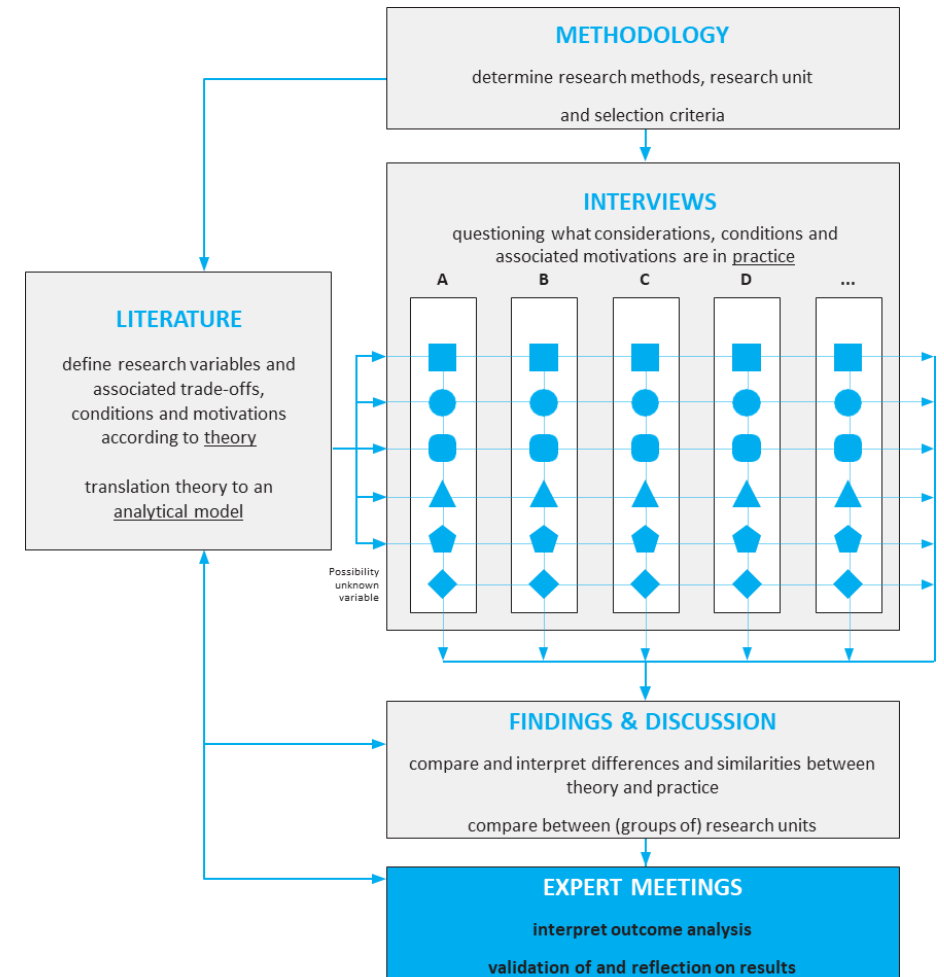 METHODOLOGY
determine research methods, research unit
and selection criteria
INTERVIEWS
questioning what considerations, conditions and
associated motivations are in practice
A B C D ...
LITERATURE
define research variables and
associated trade-offs,
conditions and motivations
according to theory
translation theory to an
analytical model
Possibility
unknown
variable
FINDINGS & DISCUSSION
compare and interpret differences and similarities between
theory and practice
compare between (groups of) research units
EXPERT MEETINGS
interpret outcome analysis
validation of and reflection on results